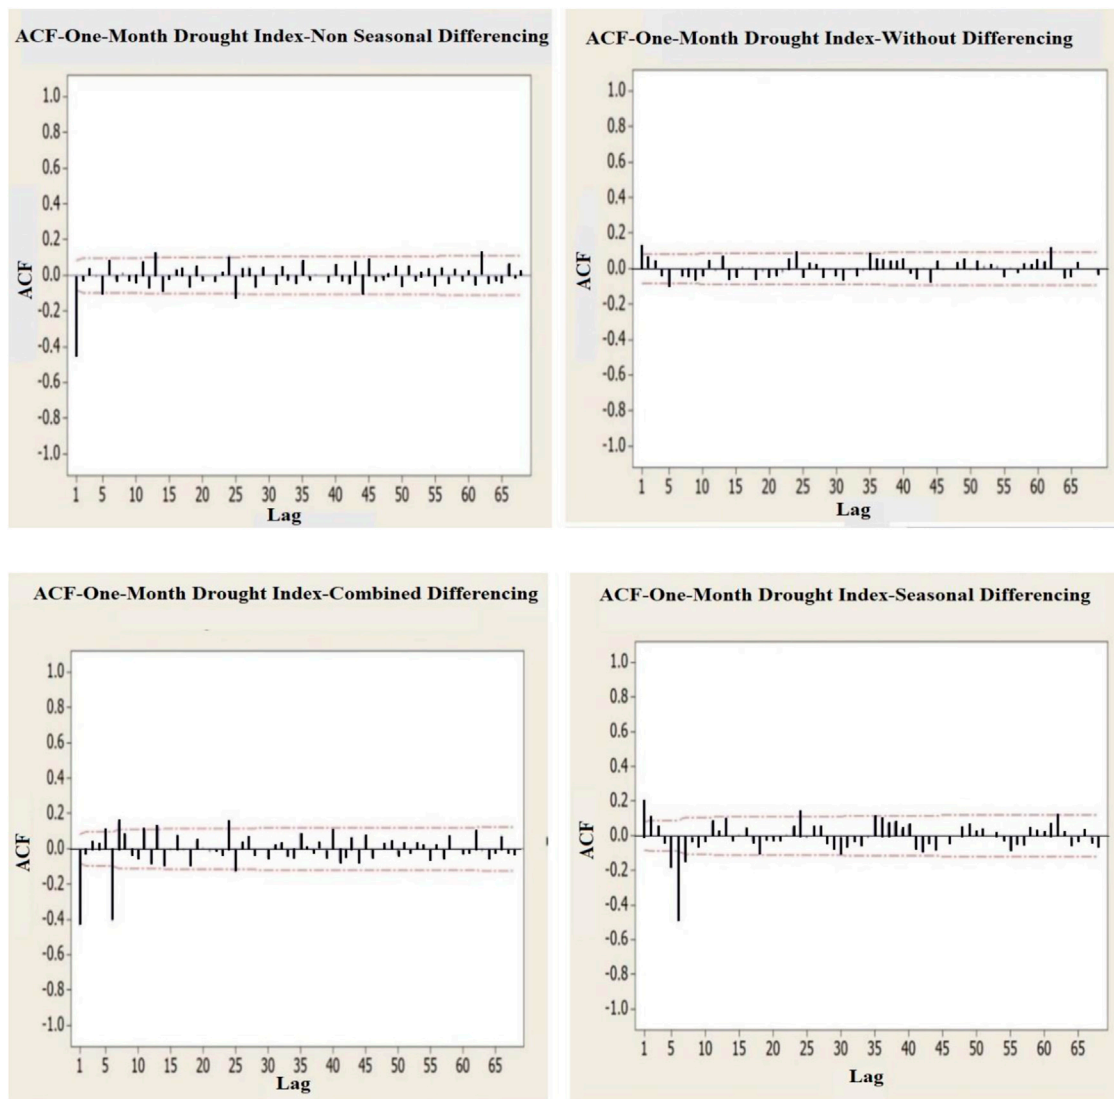 ACF-One-Month Drought Index-Non Seasonal Differencing
ACF
1.0
0.8
0.6
0.4
0.2
0.0
-0.2
-0.4
-0.6
-0.8
-1.0
1 5 10 15 20 25 30 35 40 45 50 55 60 65
Lag
ACF-One-Month Drought Index-Without Differencing
ACF
1.0
0.8
0.6
0.4
0.2
0.0
-0.2
-0.4
-0.6
-0.8
-1.0
1 5 10 15 20 25 30 35 40 45 50 55 60 65
Lag
ACF-One-Month Drought Index-Combined Differencing
ACF
1.0
0.8
0.6
0.4
0.2
0.0
-0.2
-0.4
-0.6
-0.8
-1.0
1 5 10 15 20 25 30 35 40 45 50 55 60 65
Lag
ACF-One-Month Drought Index-Seasonal Differencing
ACF
1.0
0.8
0.6
0.4
0.2
0.0
-0.2
-0.4
-0.6
-0.8
-1.0
1 5 10 15 20 25 30 35 40 45 50 55 60 65
Lag